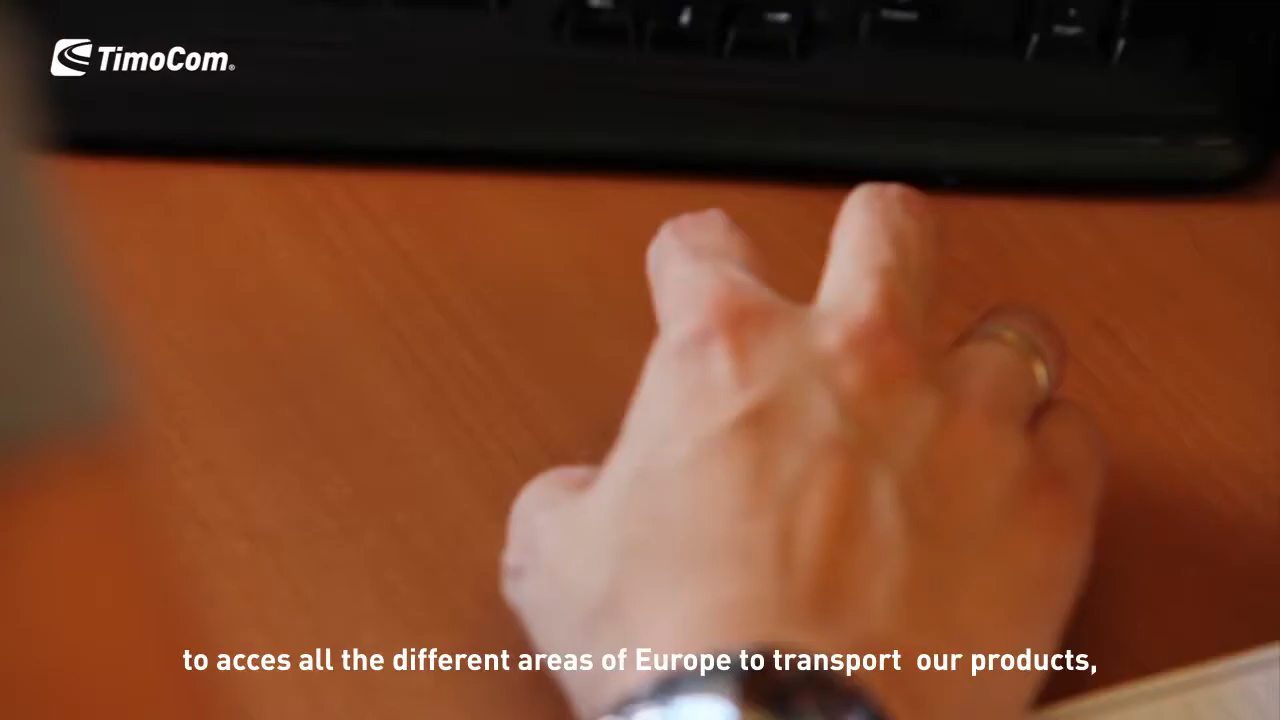 TimoCom®
to acces all the different areas of Europe to transport  our products,